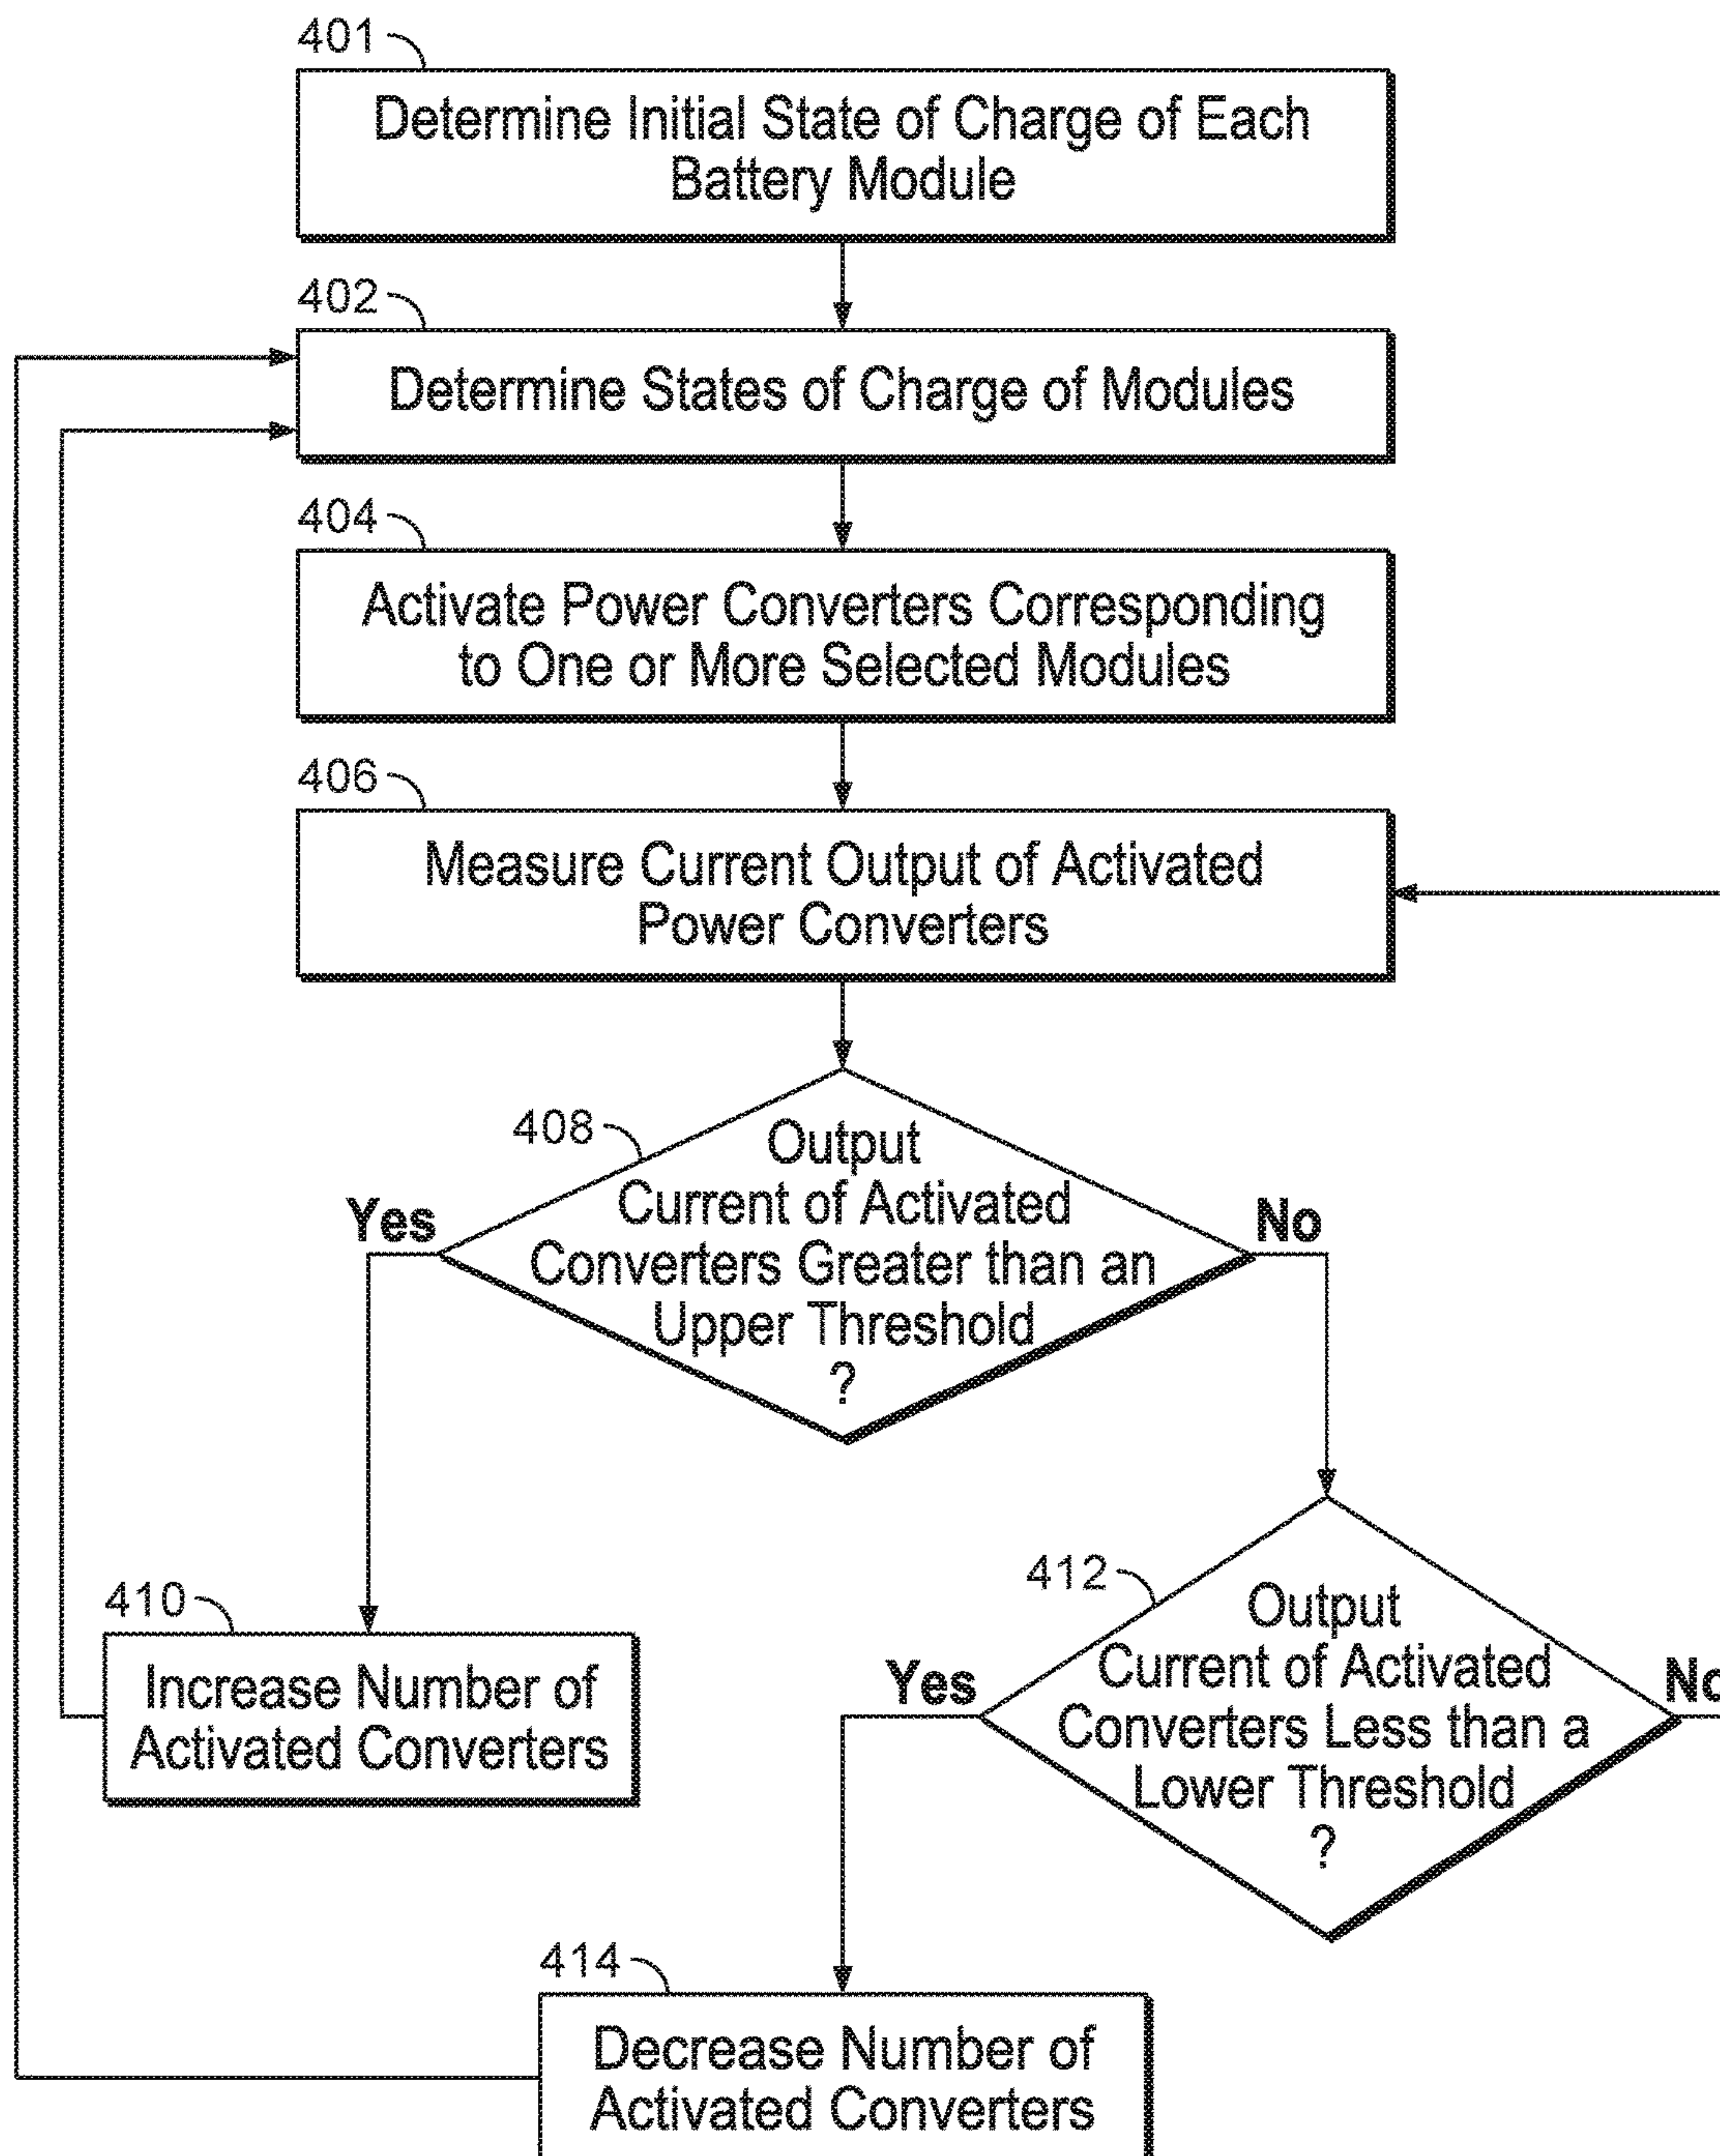 401
Determine Initial State of Charge of Each
Battery Module
402
Determine States of Charge of Modules
404
Activate Power Converters Corresponding
to One or More Selected Modules
406
Measure Current Output of Activated
Power Converters
408
Output
Current of Activated
Converters Greater than an
Upper Threshold
?
Yes
No
410
Increase Number of
Activated Converters
412
Output
Current of Activated
Converters Less than a
Lower Threshold
?
Yes
No
414
Decrease Number of
Activated Converters